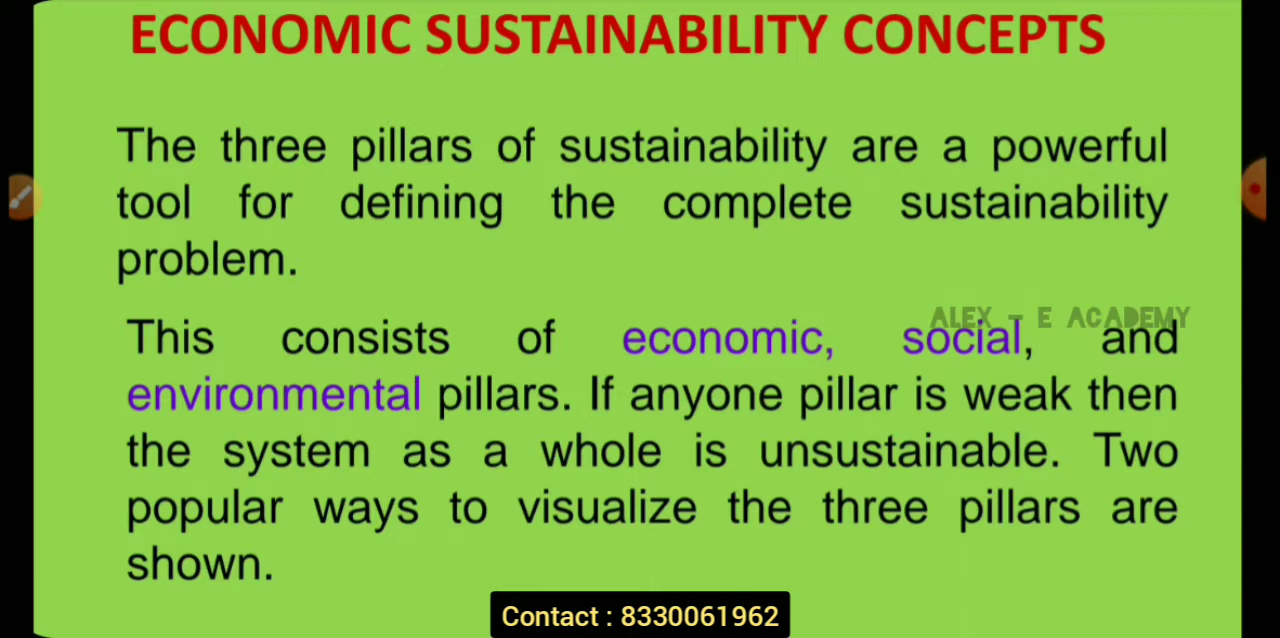 ECONOMIC SUSTAINABILITY CONCEPTS
The three pillars of sustainability are a powerful
tool for defining the complete sustainability
problem.
ALEX - E ACADEMY
This consists of economic, social, and
environmental pillars. If anyone pillar is weak then
the system as a whole is unsustainable. Two
popular ways to visualize the three pillars are
shown.
Contact : 8330061962